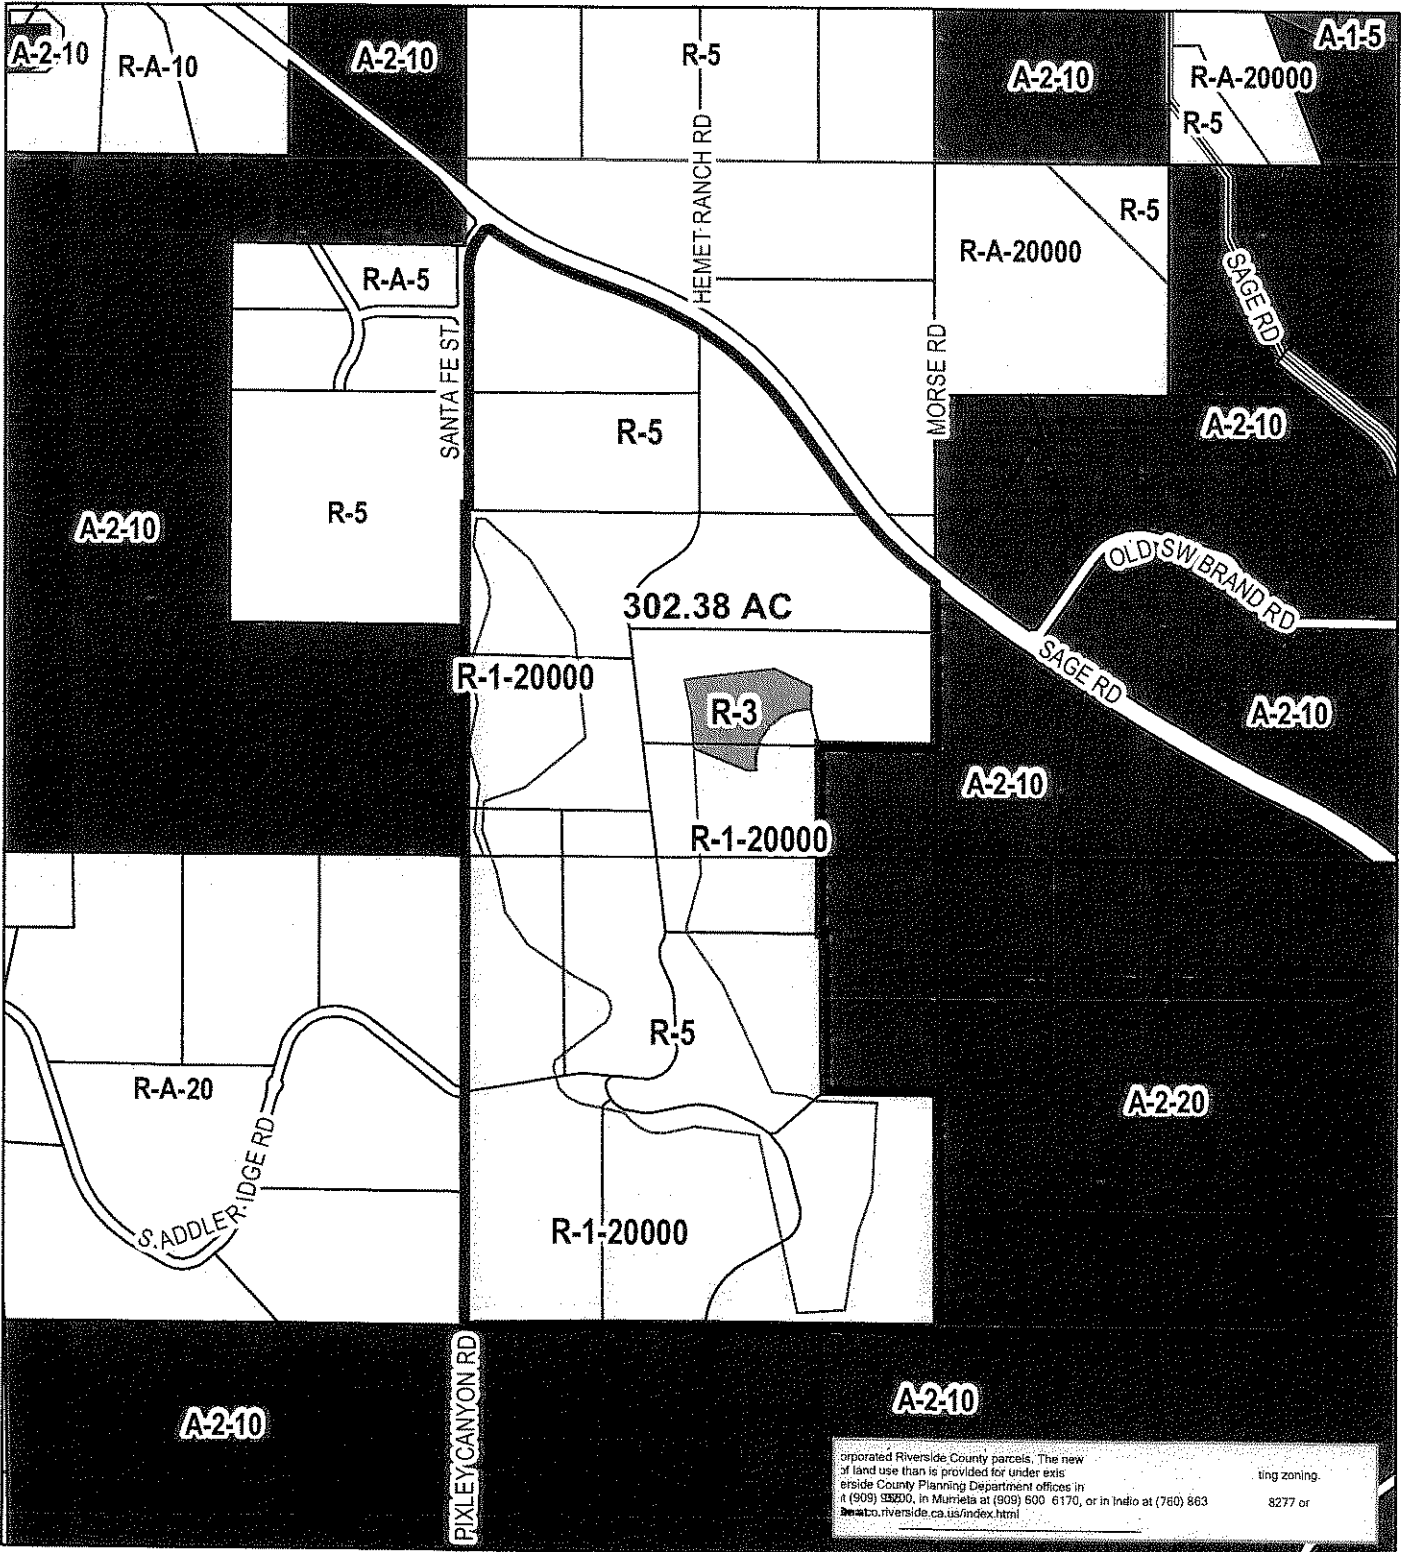 A-2-10
R-A-10
A-2-10
R-5
A-2-10
R-A-20000
A-1-5
R-5
HEMET RANCH RD
R-5
R-A-20000
R-A-5
SAGE RD
SANTA FE ST
MORSE RD
R-5
A-2-10
R-5
A-2-10
OLD SW BRAND RD
302.38 AC
SAGE RD
R-1-20000
R-3
A-2-10
A-2-10
R-1-20000
R-5
R-A-20
A-2-20
SADDLE RIDGE RD
R-1-20000
PIXLEY CANYON RD
A-2-10
A-2-10
orporated Riverside County parcels. The new
of land use than is provided for under exis ting zoning.
erside County Planning Department offices in
(909) in Murrieta at (909) 600 6170, or in Indio at (760) 863 8277 or
co.riverside.ca.us/index.html